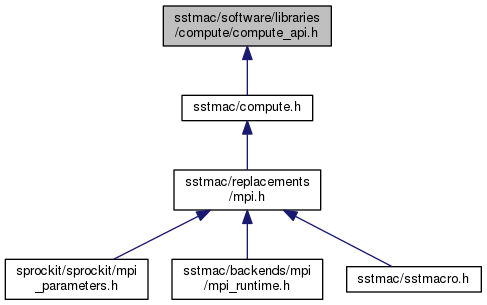 sstmac/software/libraries
/compute/compute_api.h
sstmac/compute.h
sstmac/replacements
/mpi.h
sprockit/sprockit/mpi
_parameters.h
sstmac/backends/mpi
/mpi_runtime.h
sstmac/sstmacro.h